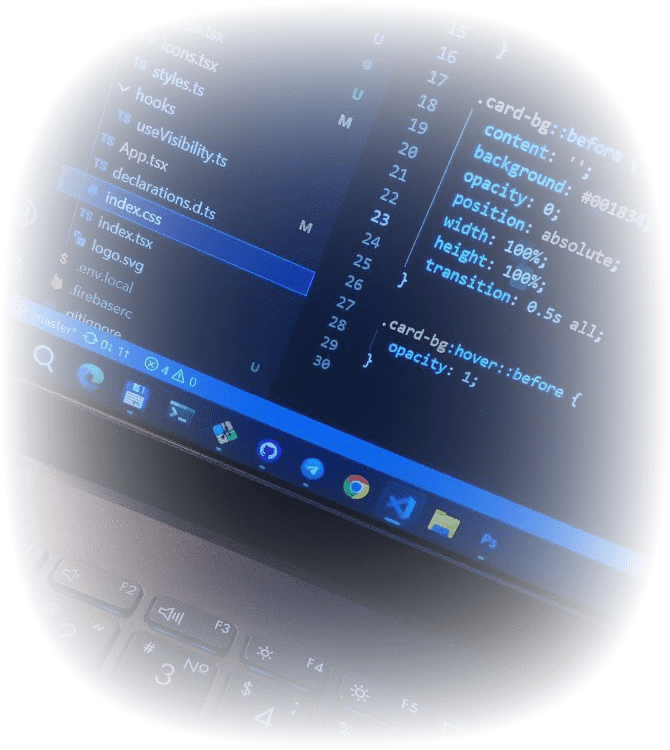 Icons.tsx
TS styles.ts
hooks
TS useVisibility.ts
TS App.tsx
TS declarations.d.ts
# index.css
TS index.tsx
logo.svg
$ .env.local
.firebaserc
.gitignore
U
U
M
M
U
master* 0↓ 1↑ 4 0
15
16 }
17
18 .card-bg::before {
19 content: '';
20 background: #001834;
21 opacity: 0;
22 position: absolute;
23 width: 100%;
24 height: 100%;
25 transition: 0.5s all;
26 }
27
28 .card-bg:hover::before {
29 opacity: 1;
30 }
Ps
F2
F3
F4
F5
2 "
# 3 №
$ 4 ;
%